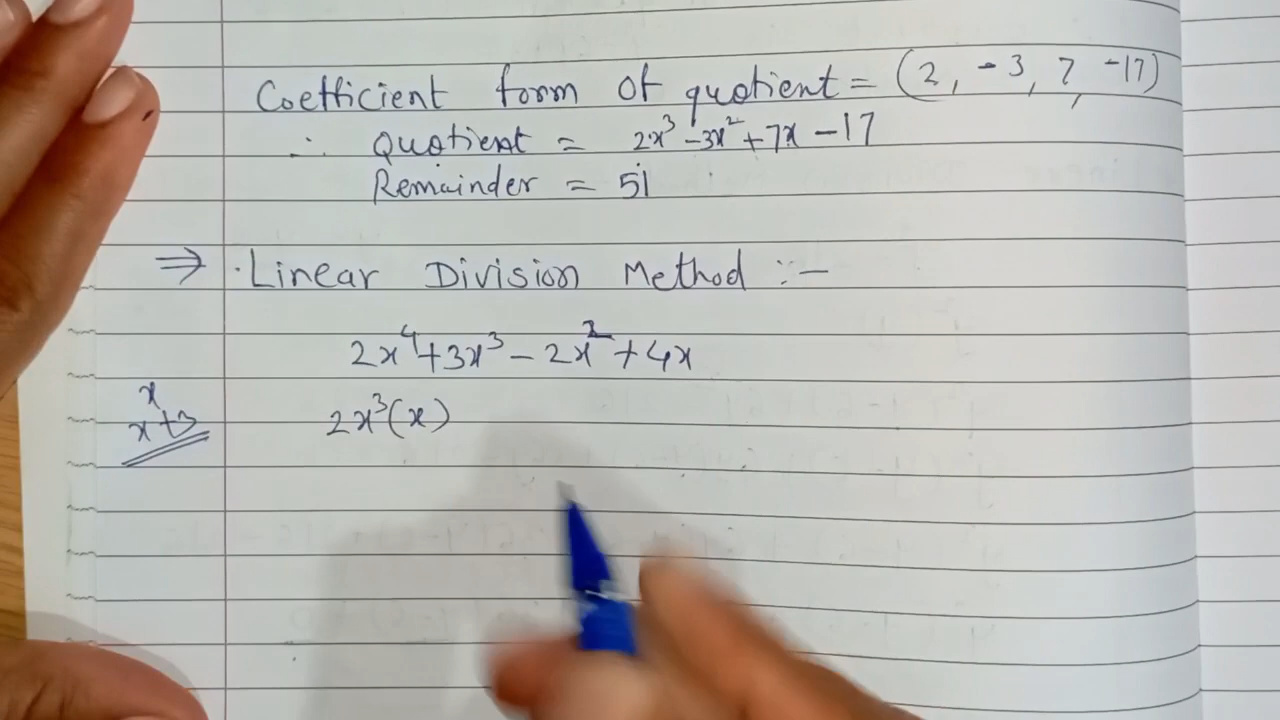 Coefficient form of quotient = (2, -3, 7, -17)
∴ Quotient = 2x³ -3x² +7x -17
Remainder = 51
⇒ Linear Division Method :-
2x⁴+3x³ - 2x² + 4x
x
x+3
2x³(x)